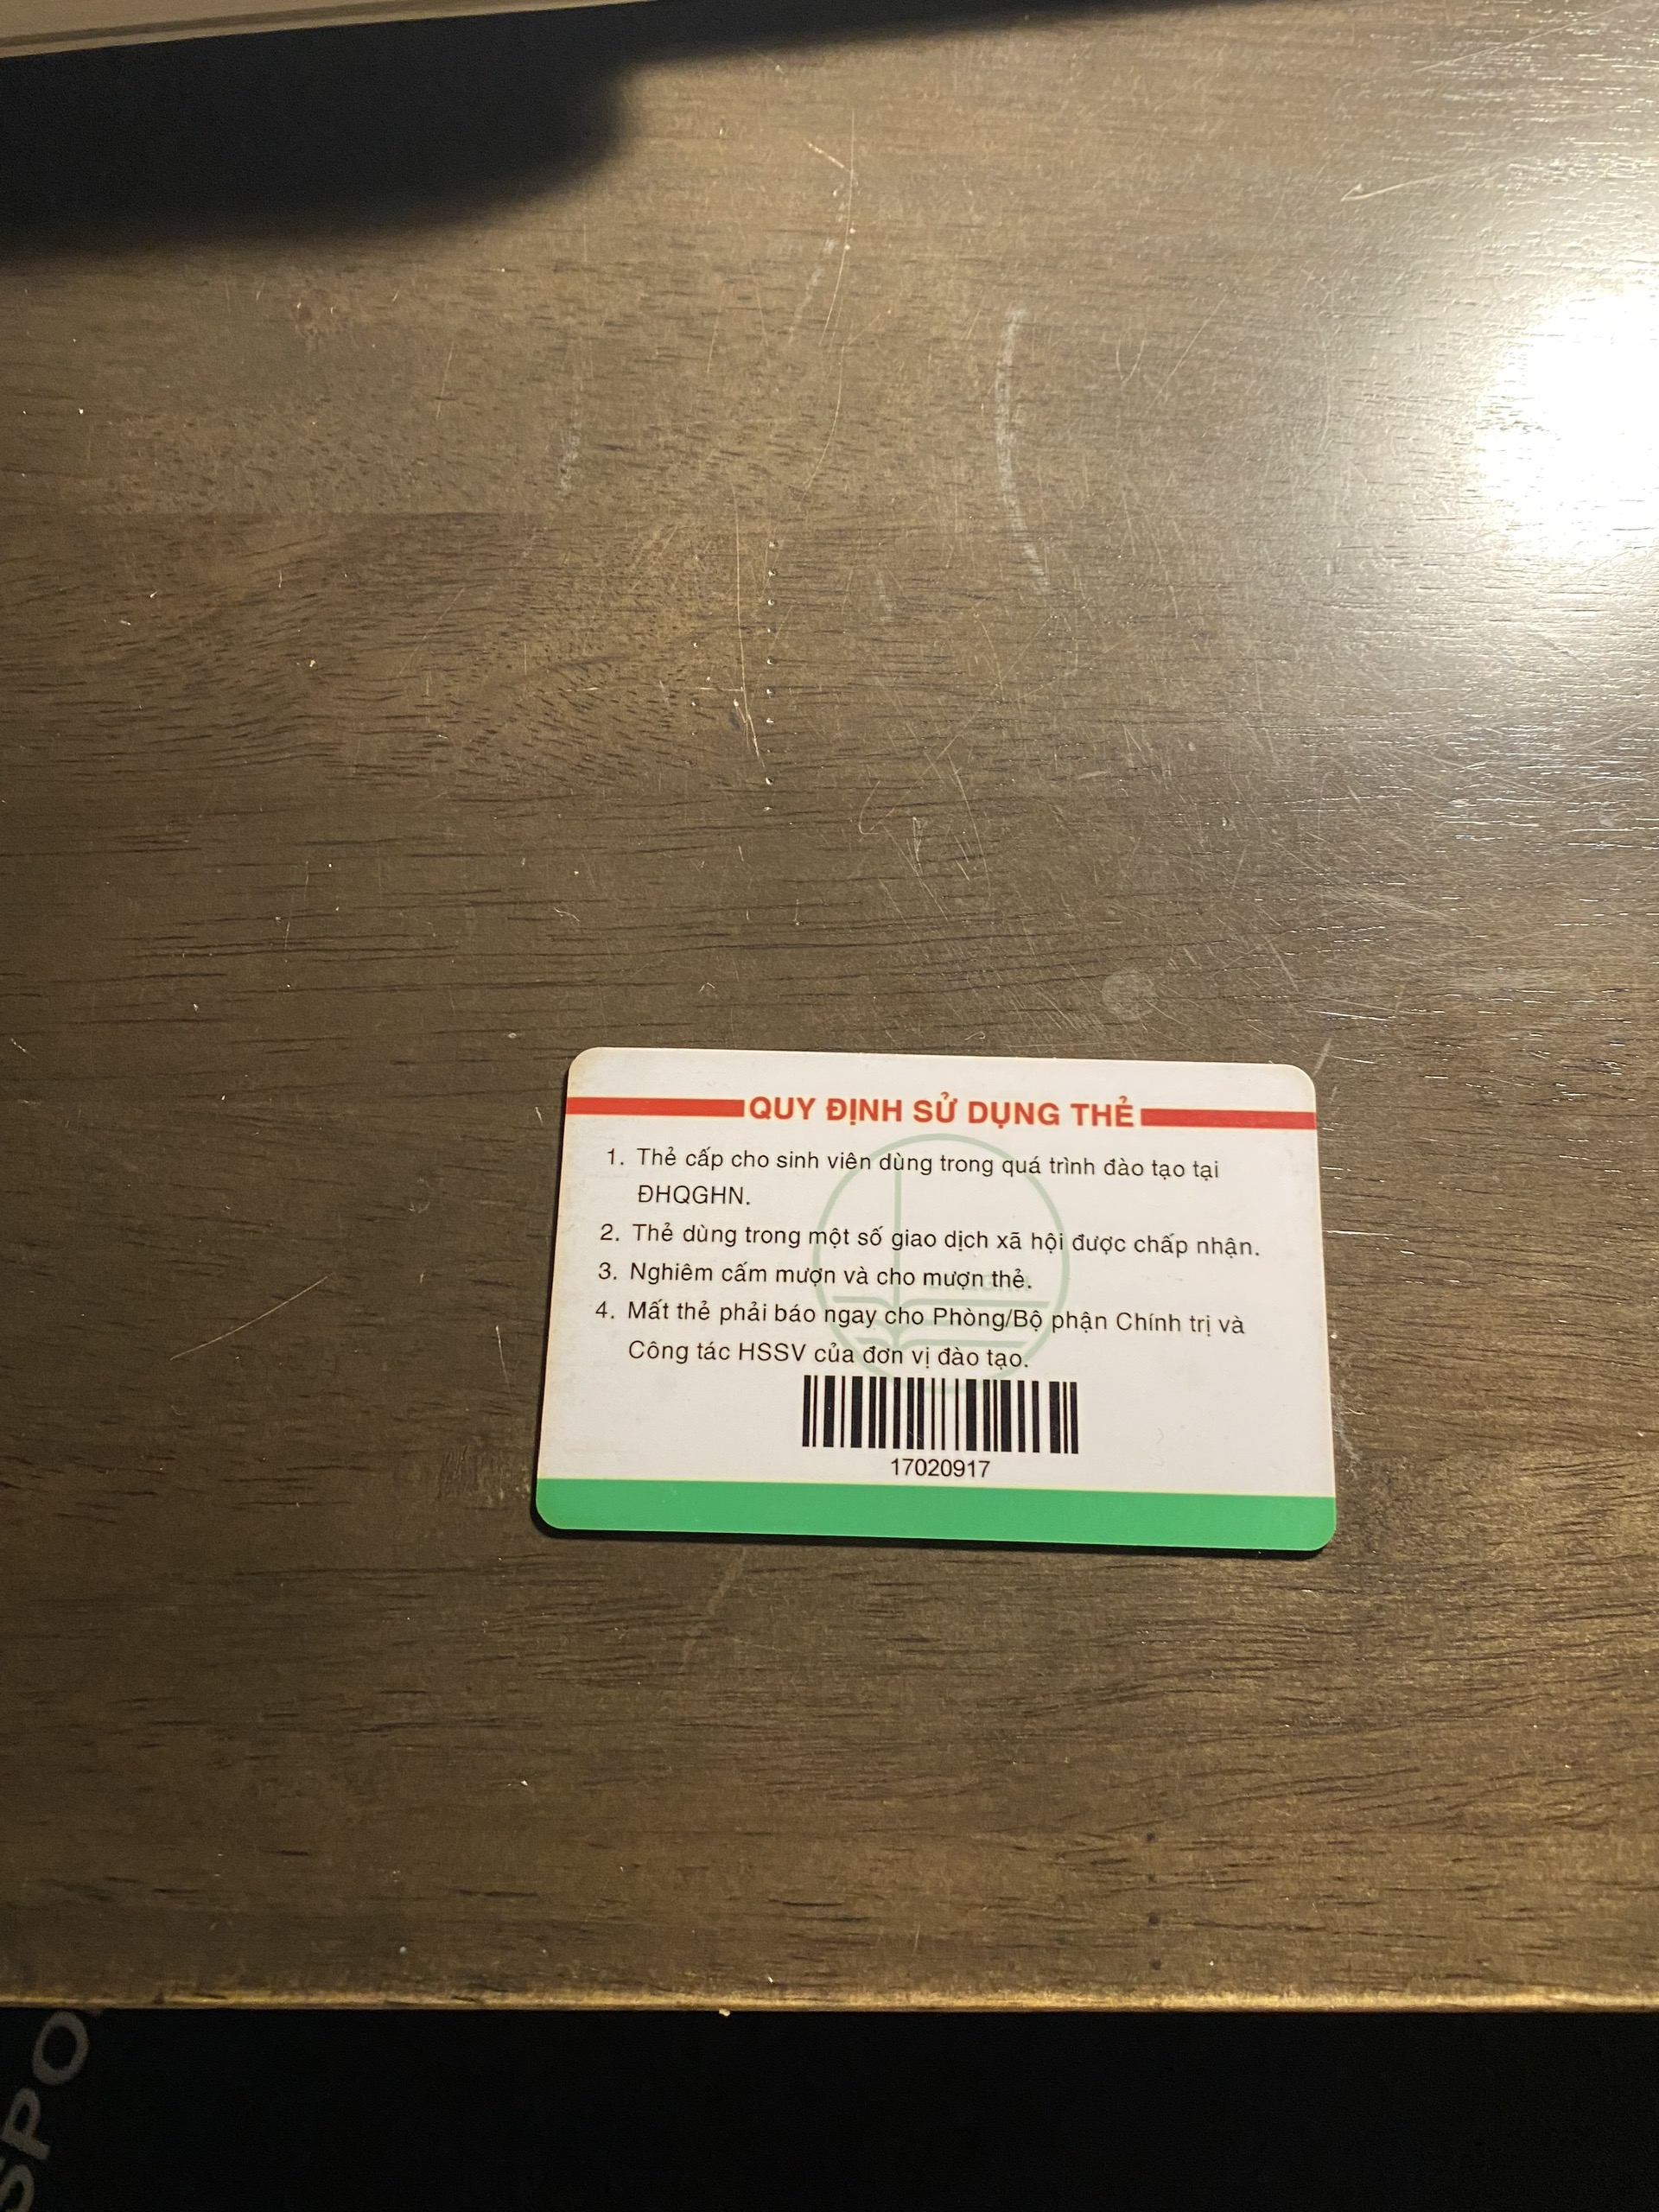 QUY ĐỊNH SỬ DỤNG THẺ
1. Thẻ cấp cho sinh viên dùng trong quá trình đào tạo tại
ĐHQGHN.
2. Thẻ dùng trong một số giao dịch xã hội được chấp nhận.
3. Nghiêm cấm mượn và cho mượn thẻ.
4. Mất thẻ phải báo ngay cho Phòng/Bộ phận Chính trị và
Công tác HSSV của đơn vị đào tạo.
17020917